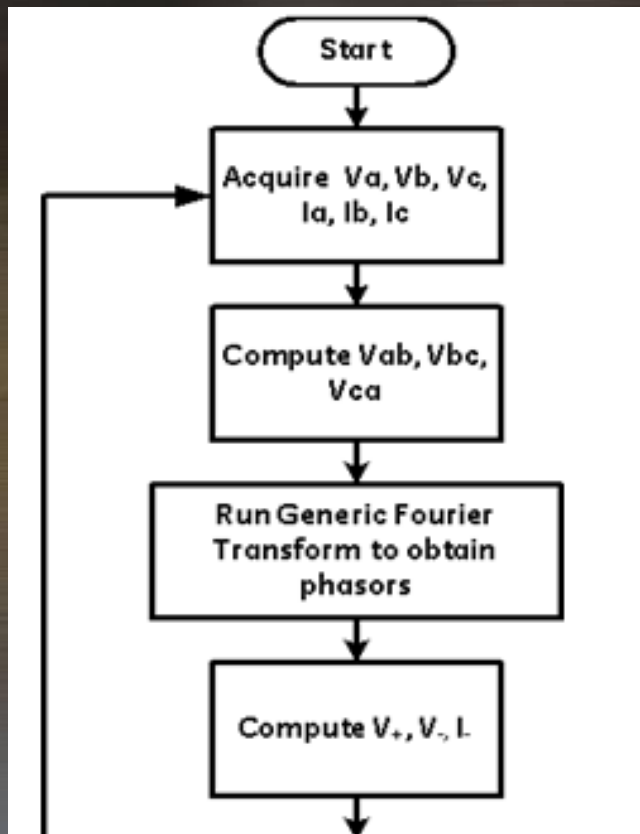 Start
Acquire Va, Vb, Vc,
Ia, Ib, Ic
Compute Vab, Vbc,
Vca
Run Generic Fourier
Transform to obtain
phasors
Compute V₊, V₋, I₋